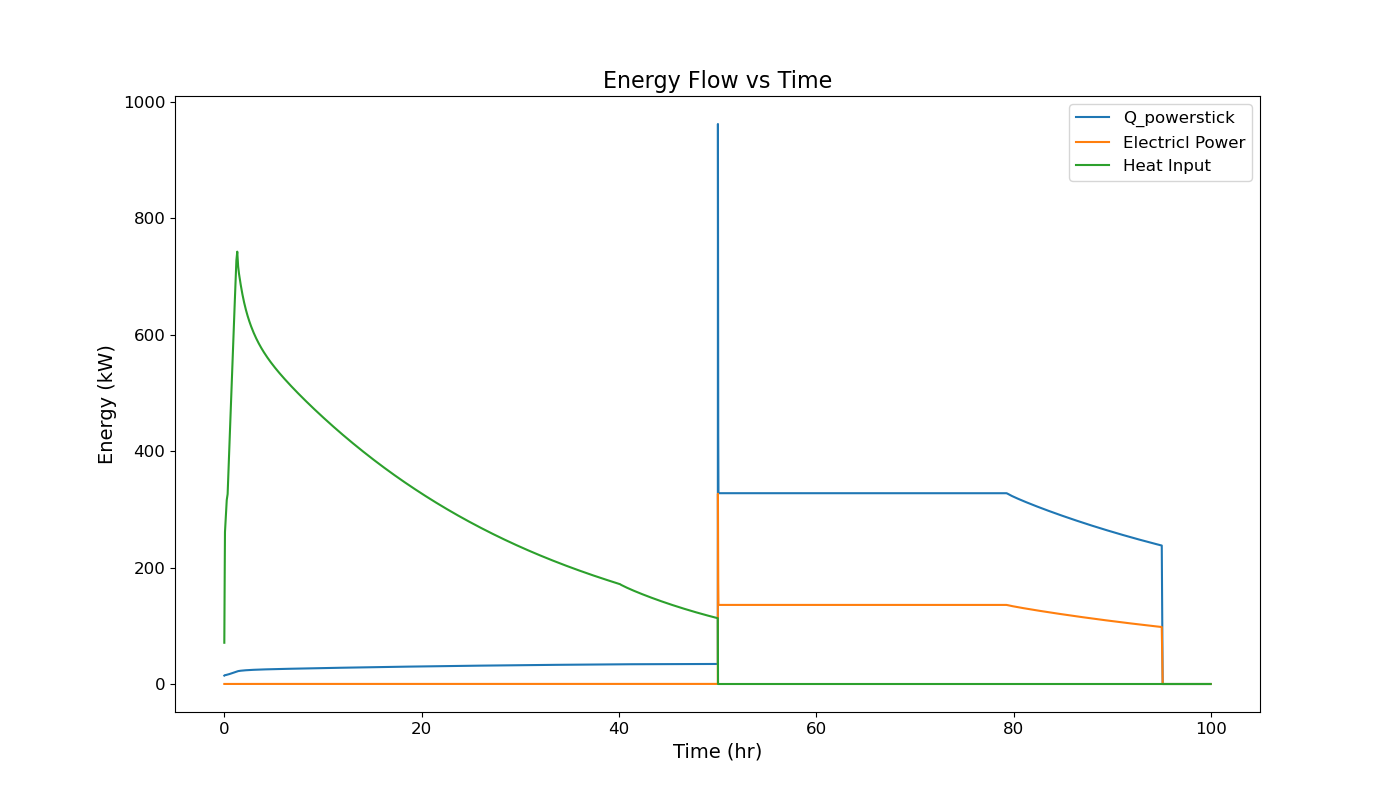 Energy Flow vs Time
1000
800
600
400
200
0
Energy (kW)
Q_powerstick
Electricl Power
Heat Input
0 20 40 60 80 100
Time (hr)